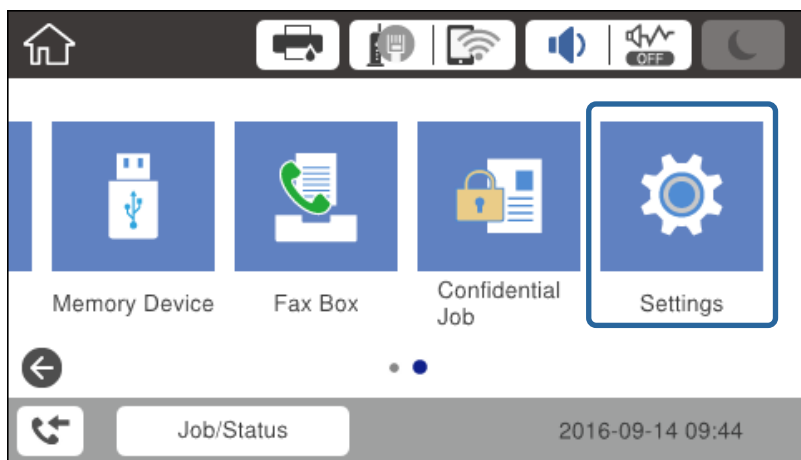 OFF
Memory Device
Fax Box
Confidential
Job
Settings
Job/Status
2016-09-14 09:44